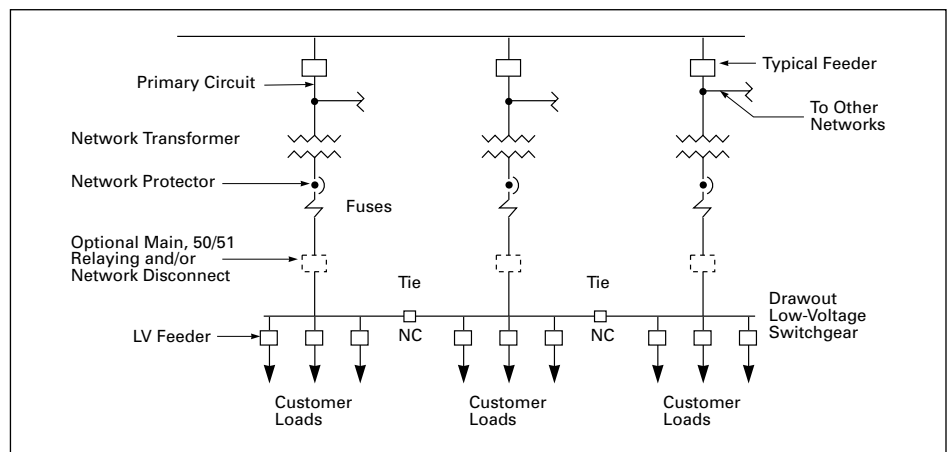 Typical Feeder
Primary Circuit
To Other
Networks
Network Transformer
Network Protector
Fuses
Optional Main, 50/51
Relaying and/or
Network Disconnect
Tie
Tie
Drawout
Low-Voltage
Switchgear
LV Feeder
NC
NC
Customer
Loads
Customer
Loads
Customer
Loads